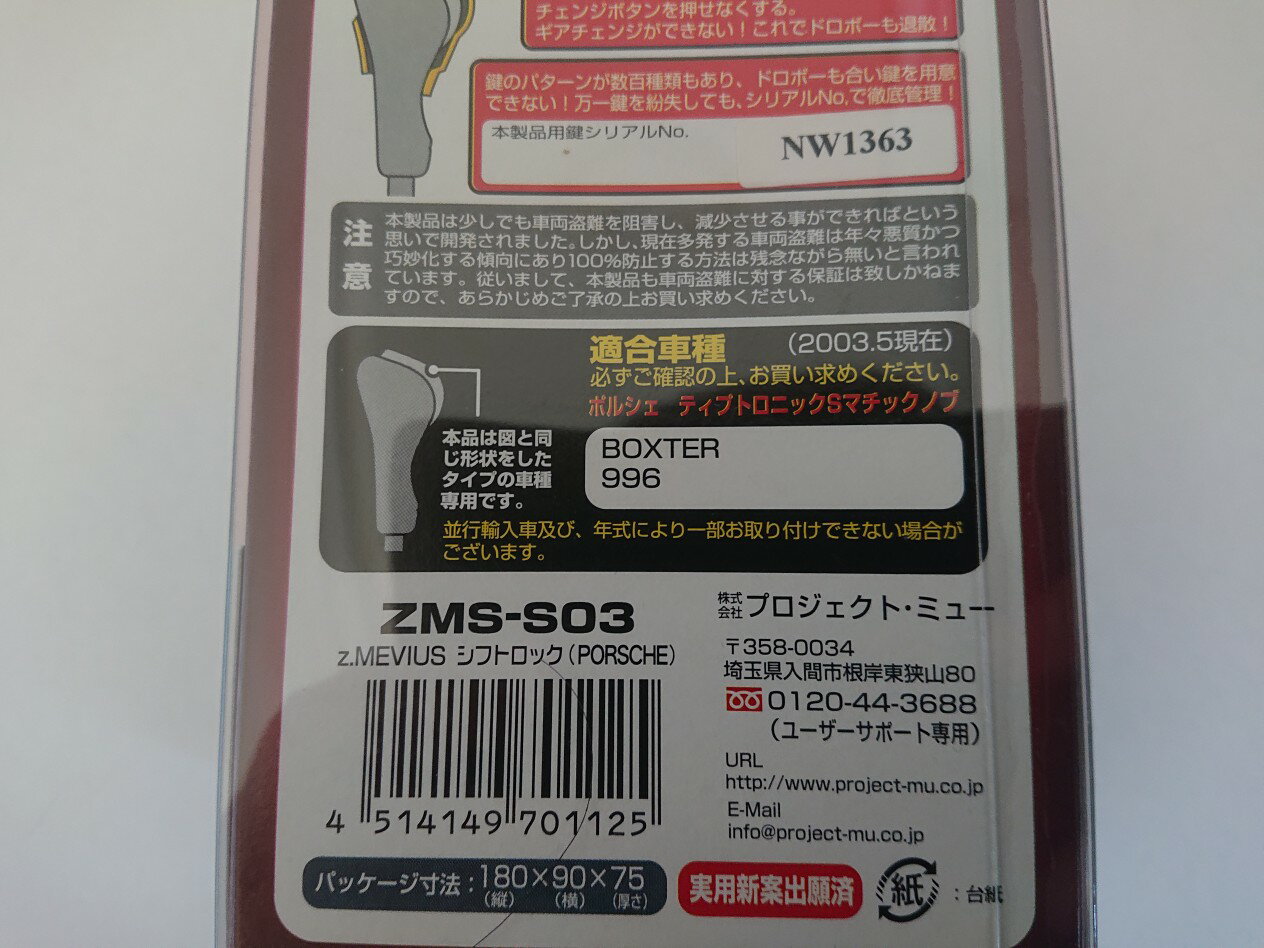 チェンジボタンを押せなくする。
ギアチェンジができない！これでドロボーも退散！
鍵のパターンが数百種類もあり、ドロボーも合い鍵を用意
できない！万一鍵を紛失しても、シリアルNo.で徹底管理！
本製品用鍵シリアルNo.
NW1363
注意
本製品は少しでも車両盗難を阻害し、減少させる事ができればという
思いで開発されました。しかし、現在多発する車両盗難は年々悪質かつ
巧妙化する傾向にあり100%防止する方法は残念ながら無いと言われ
ています。従いまして、本製品も車両盗難に対する保証は致しかねま
すので、あらかじめご了承の上お買い求めください。
適合車種 （2003.5現在）
必ずご確認の上、お買い求めください。
ポルシェ ティプトロニックSマチックノブ
本品は図と同
じ形状をした
タイプの車種
専用です。
BOXTER
996
並行輸入車及び、年式により一部お取り付けできない場合が
ございます。
ZMS-S03
z.MEVIUS シフトロック（PORSCHE）
4 514149 701125
パッケージ寸法：180×90×75
（縦） （横） （厚さ）
株式会社 プロジェクト・ミュー
〒358-0034
埼玉県入間市根岸東狭山80
0120-44-3688
（ユーザーサポート専用）
URL
http://www.project-mu.co.jp
E-Mail
info@project-mu.co.jp
実用新案出願済
紙 ：台紙